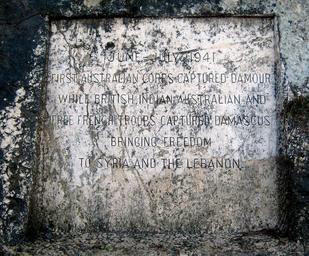 JUNE – JULY 1941
FIRST AUSTRALIAN CORPS CAPTURED DAMOUR
WHILE BRITISH, INDIAN, AUSTRALIAN AND
FREE FRENCH TROOPS CAPTURED DAMASCUS
BRINGING FREEDOM
TO SYRIA AND THE LEBANON